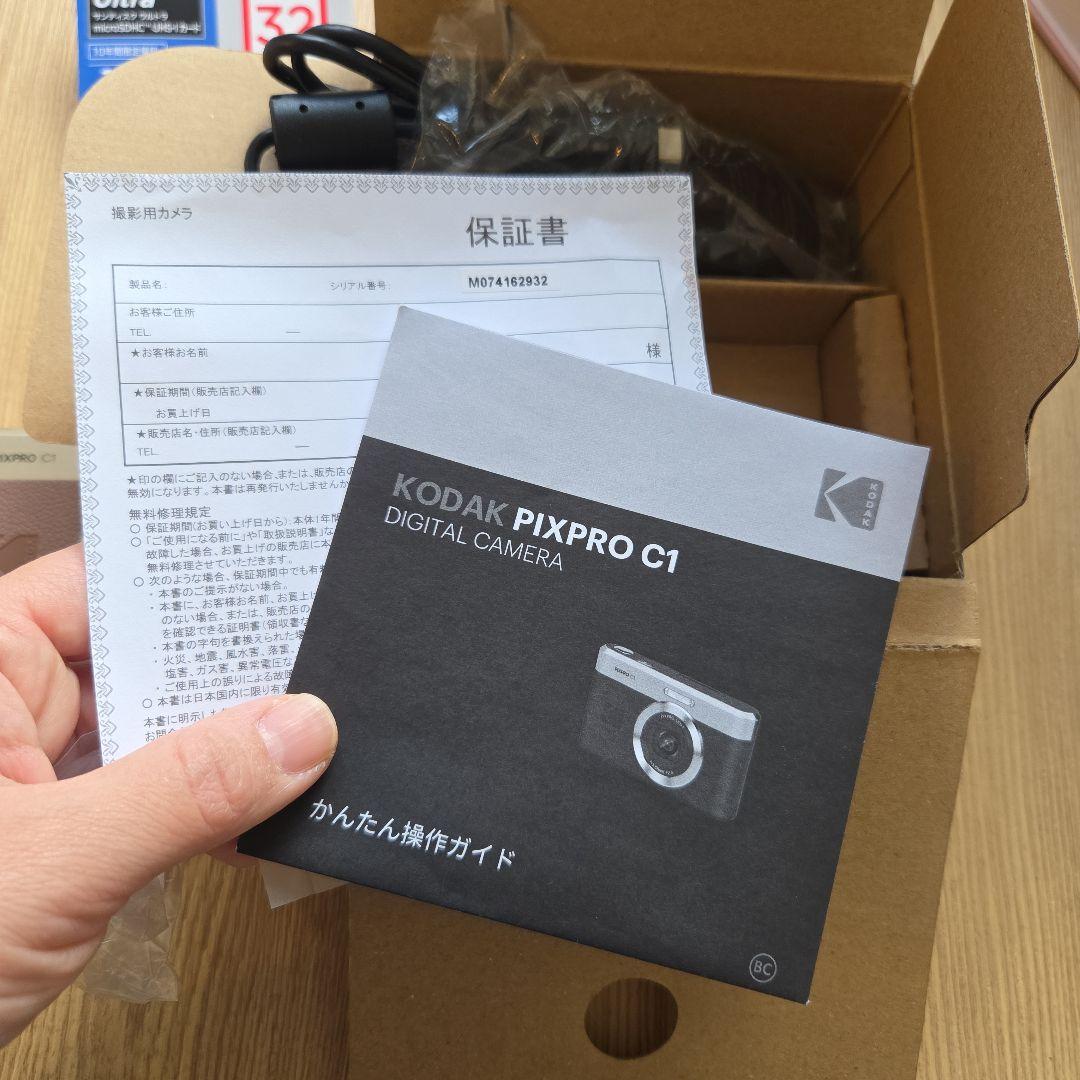 Ultra
サンディスク ウルトラ
microSDHC™ UHS-Iカード
32
撮影用カメラ
保証書
製品名:
シリアル番号: M074162932
お客様ご住所
TEL. ―
★お客様お名前
様
★保証期間(販売店記入欄)
お買上げ日
★販売店名・住所(販売店記入欄)
TEL. ―
★印の欄にご記入のない場合、または、販売店の
無効になります。本書は再発行いたしませんか
無料修理規定
○ 保証期間(お買い上げ日から):本体1年間
○「ご使用になる前に」や「取扱説明書」な
故障した場合、お買上げの販売店に本
無料修理させていただきます。
○ 次のような場合、保証期間中でも有料
・本書のご提示がない場合。
・本書に、お客様お名前、お買上げ
のない場合、または、販売店の
を確認できる証明書(領収書な
・本書の字句を書換えられた場
・火災、地震、風水害、落雷、
塩害、ガス害、異常電圧な
・ご使用上の誤りによる故障
○ 本書は日本国内に限り有効
本書に明示した
お問合
PIXPRO C1
KODAK
KODAK PIXPRO C1
DIGITAL CAMERA
PIXPRO C1
かんたん操作ガイド
BC